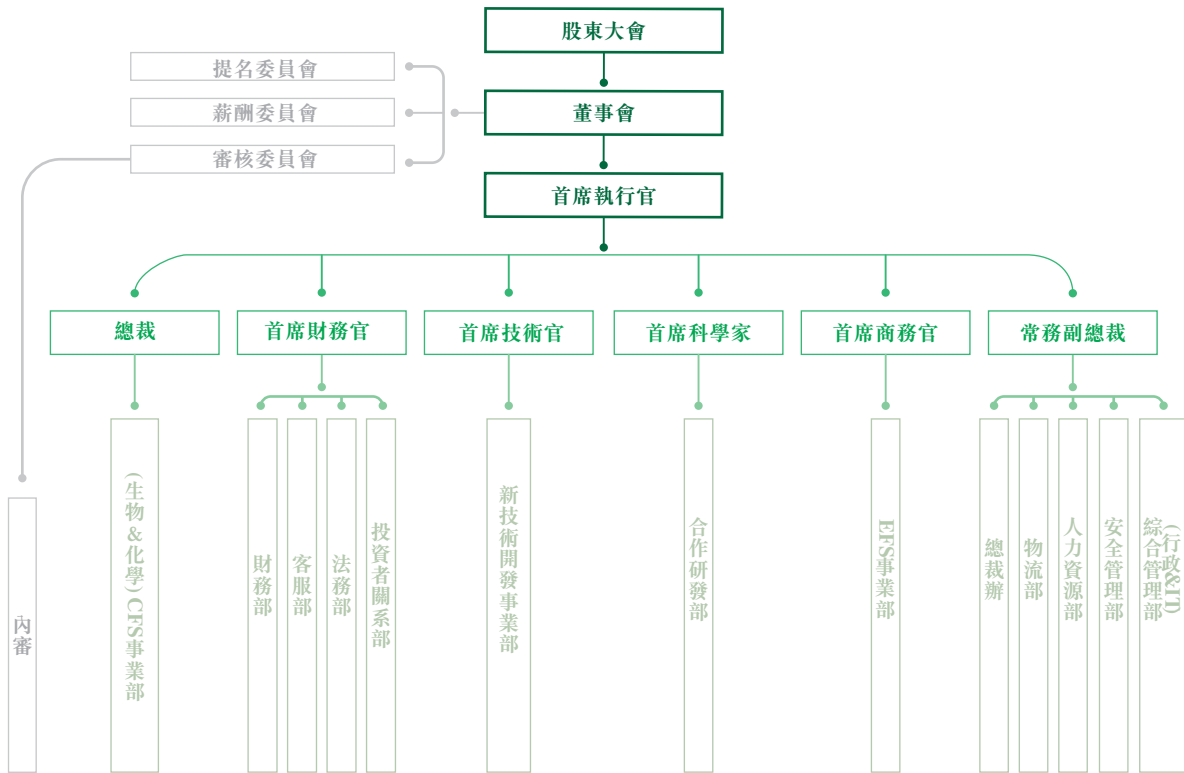 股東大會
提名委員會
薪酬委員會
審核委員會
董事會
首席執行官
總裁
首席財務官
首席技術官
首席科學家
首席商務官
常務副總裁
內審
(生物&化學)CFS事業部
財務部
客服部
法務部
投資者關系部
新技術開發事業部
合作研發部
EFS事業部
總裁辦
物流部
人力資源部
安全管理部
綜合管理部
(行政&IT)